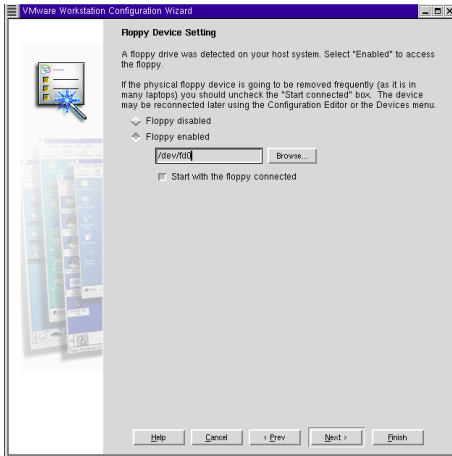 VMware Workstation Configuration Wizard
Floppy Device Setting
A floppy drive was detected on your host system. Select "Enabled" to access
the floppy.
If the physical floppy device is going to be removed frequently (as it is in
many laptops) you should uncheck the "Start connected" box. The device
may be reconnected later using the Configuration Editor or the Devices menu.
Floppy disabled
Floppy enabled
/dev/fd0
Browse...
Start with the floppy connected
Help
Cancel
< Prev
Next >
Finish